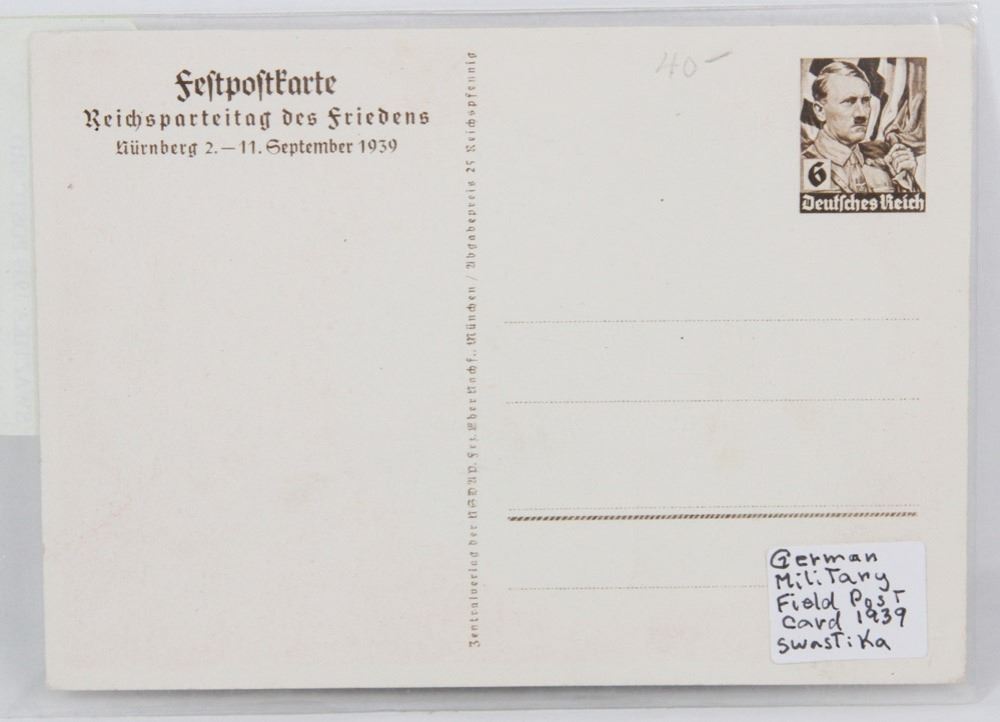 Festpostkarte
Reichsparteitag des Friedens
Nürnberg 2.—11. September 1939
Zentralverlag der NSDAP. Frz. Eher Nachf., München / Abgabepreis 25 Reichspfennig
40-
6
Deutsches Reich
German
Military
Field Post
Card 1939
Swastika